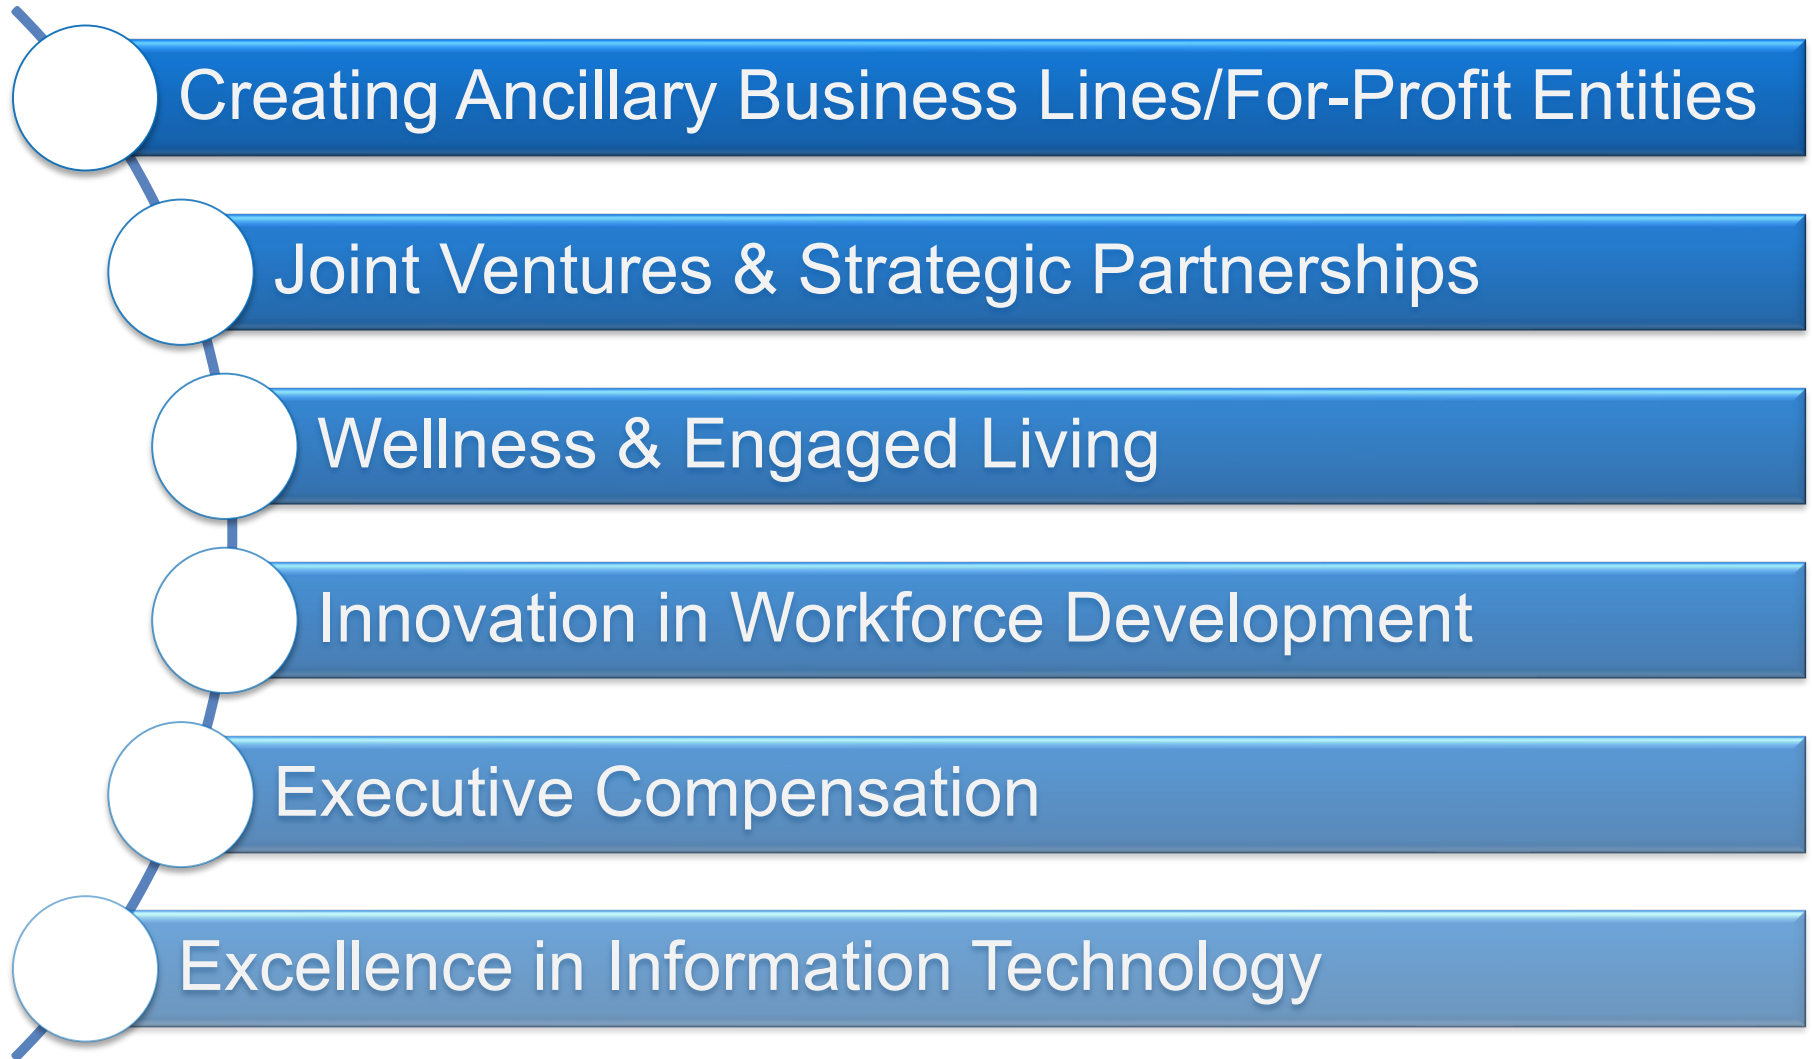 Creating Ancillary Business Lines/For-Profit Entities
Joint Ventures & Strategic Partnerships
Wellness & Engaged Living
Innovation in Workforce Development
Executive Compensation
Excellence in Information Technology